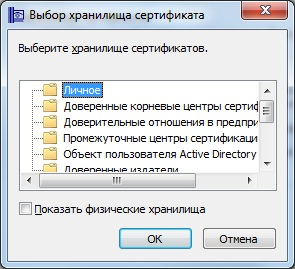 Выбор хранилища сертификата
Выберите хранилище сертификатов.
Личное
Доверенные корневые центры сертиф
Доверительные отношения в предпри
Промежуточные центры сертификаци
Объект пользователя Active Directory
Доверенные издатели
Показать физические хранилища
ОК
Отмена